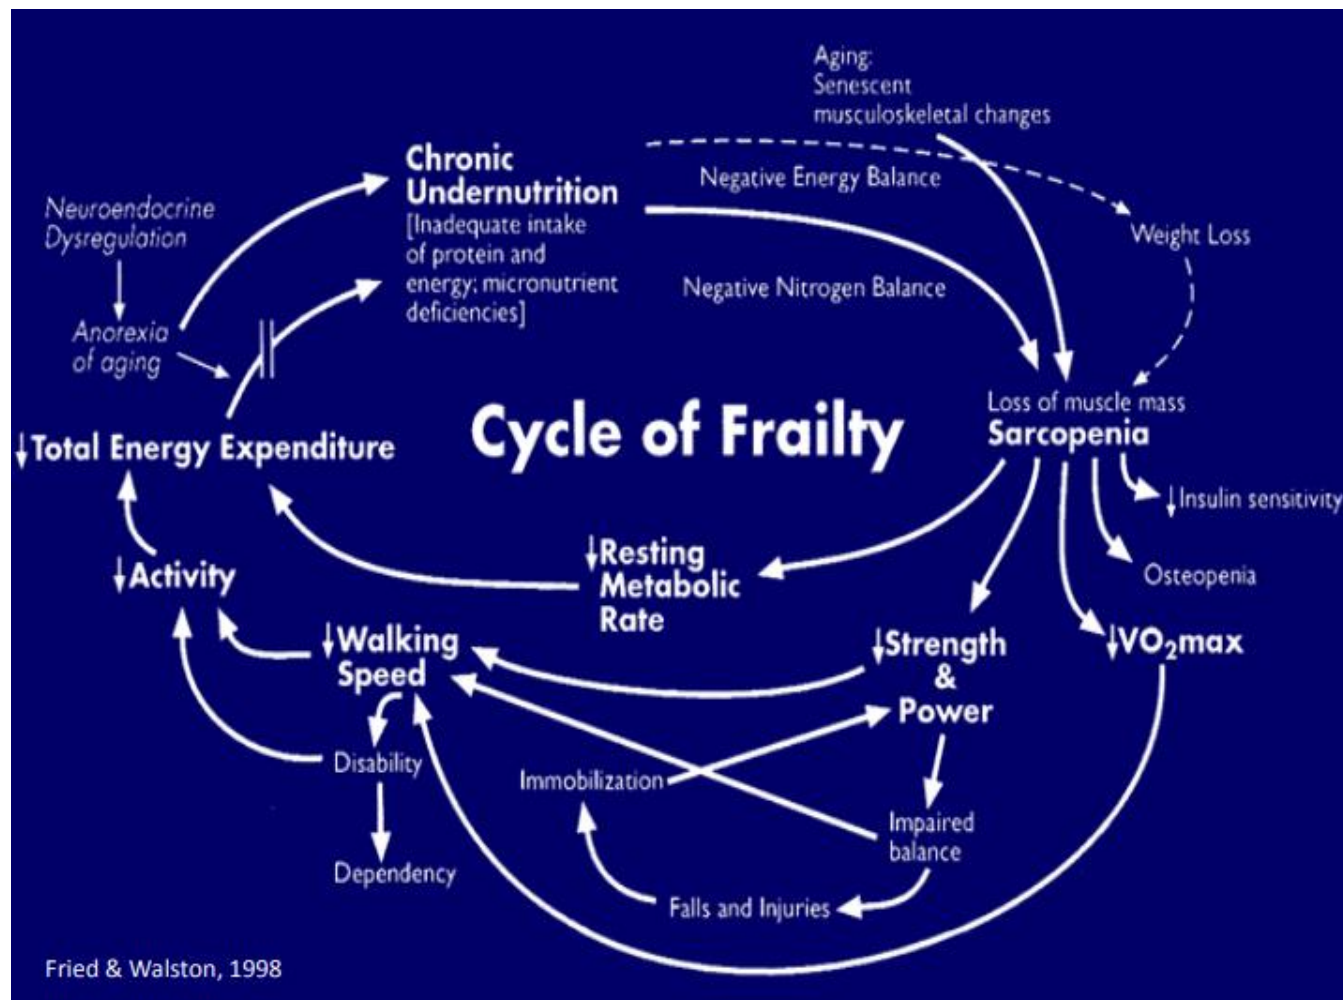 Aging:
Senescent
musculoskeletal changes
Chronic
Undernutrition
[Inadequate intake
of protein and
energy; micronutrient
deficiencies]
Negative Energy Balance
Neuroendocrine
Dysregulation
Weight Loss
Negative Nitrogen Balance
Anorexia
of aging
Cycle of Frailty
Loss of muscle mass
Sarcopenia
↓Total Energy Expenditure
↓Insulin sensitivity
↓Resting
Metabolic
Rate
↓Activity
Osteopenia
↓Walking
Speed
↓Strength
&
Power
↓VO₂max
Disability
Immobilization
Impaired
balance
Dependency
Falls and Injuries
Fried & Walston, 1998